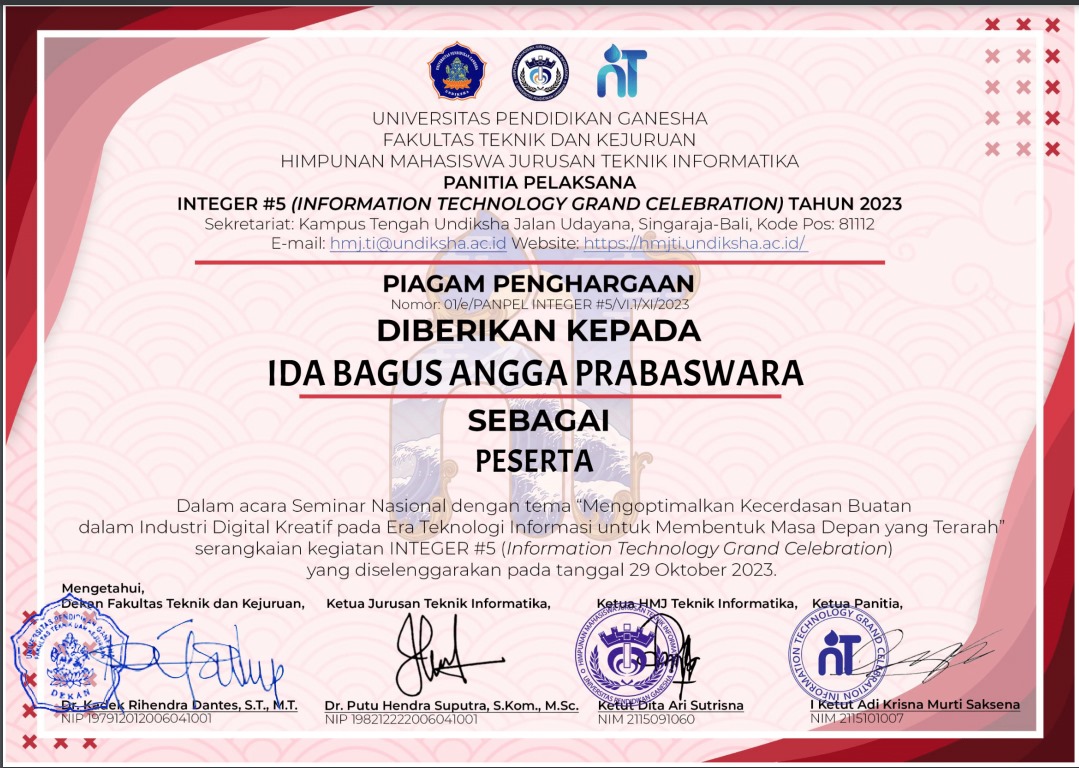 UNIVERSITAS PENDIDIKAN GANESHA
FAKULTAS TEKNIK DAN KEJURUAN
HIMPUNAN MAHASISWA JURUSAN TEKNIK INFORMATIKA
PANITIA PELAKSANA
INTEGER #5 (INFORMATION TECHNOLOGY GRAND CELEBRATION) TAHUN 2023
Sekretariat: Kampus Tengah Undiksha Jalan Udayana, Singaraja-Bali, Kode Pos: 81112
E-mail: hmj.ti@undiksha.ac.id Website: https://hmjti.undiksha.ac.id/
PIAGAM PENGHARGAAN
Nomor: 01/e/PANPEL INTEGER #5/VI.1/XI/2023
DIBERIKAN KEPADA
IDA BAGUS ANGGA PRABASWARA
SEBAGAI
PESERTA
Dalam acara Seminar Nasional dengan tema “Mengoptimalkan Kecerdasan Buatan
dalam Industri Digital Kreatif pada Era Teknologi Informasi untuk Membentuk Masa Depan yang Terarah”
serangkaian kegiatan INTEGER #5 (Information Technology Grand Celebration)
yang diselenggarakan pada tanggal 29 Oktober 2023.
Mengetahui,
Dekan Fakultas Teknik dan Kejuruan,
Dr. Kadek Rihendra Dantes, S.T., M.T.
NIP 197912012006041001
Ketua Jurusan Teknik Informatika,
Dr. Putu Hendra Suputra, S.Kom., M.Sc.
NIP 198212222006041001
Ketua HMJ Teknik Informatika,
Ketut Dita Ari Sutrisna
NIM 2115091060
Ketua Panitia,
INFORMATION TECHNOLOGY GRAND CELEBRATION
I Ketut Adi Krisna Murti Saksena
NIM 2115101007